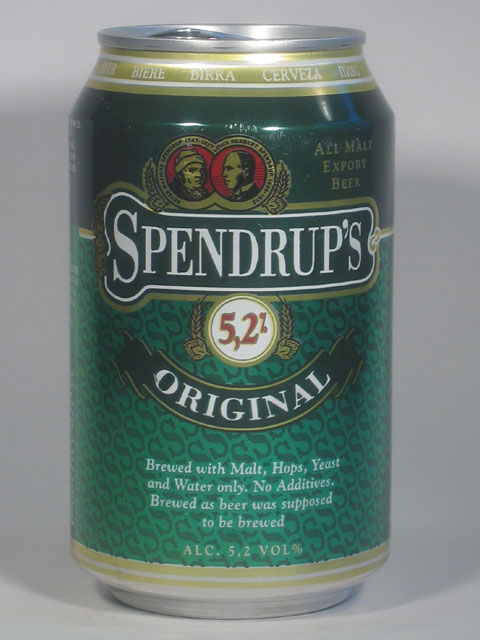 BIERE BIRRA CERVEZA
ALL MALT
EXPORT
BEER
SPENDRUP'S
5,2%
ORIGINAL
Brewed with Malt, Hops, Yeast
and Water only. No Additives.
Brewed as beer was supposed
to be brewed
ALC. 5,2 VOL%